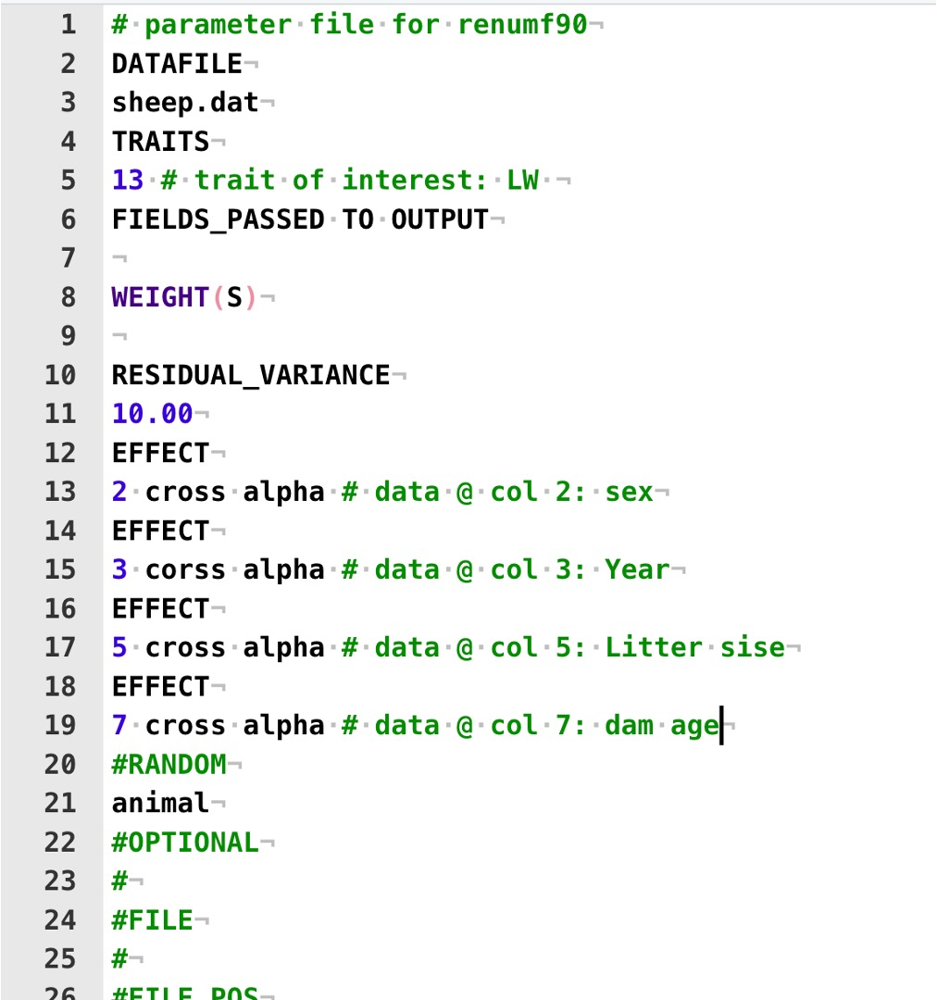 1 # parameter file for renumf90¬
2 DATAFILE¬
3 sheep.dat¬
4 TRAITS¬
5 13 # trait of interest: LW ¬
6 FIELDS_PASSED TO OUTPUT¬
7 ¬
8 WEIGHT(S)¬
9 ¬
10 RESIDUAL_VARIANCE¬
11 10.00¬
12 EFFECT¬
13 2 cross alpha # data @ col 2: sex¬
14 EFFECT¬
15 3 corss alpha # data @ col 3: Year¬
16 EFFECT¬
17 5 cross alpha # data @ col 5: Litter sise¬
18 EFFECT¬
19 7 cross alpha # data @ col 7: dam age¬
20 #RANDOM¬
21 animal¬
22 #OPTIONAL¬
23 #¬
24 #FILE¬
25 #¬
26 #FILE_POS¬